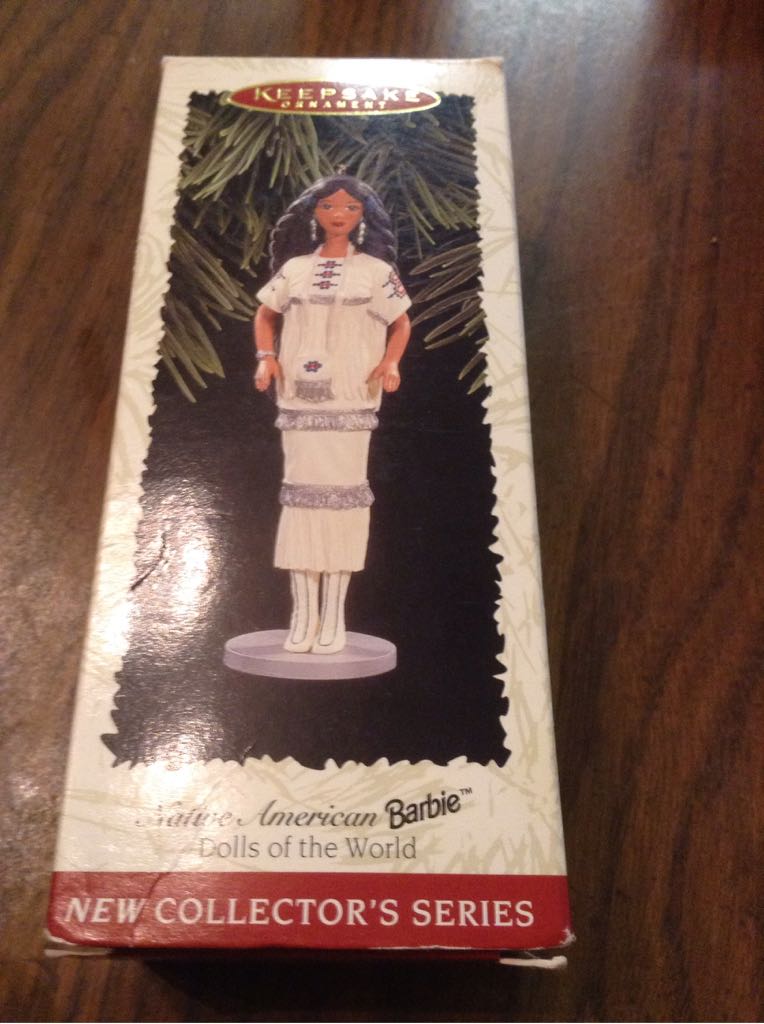 KEEPSAKE
ORNAMENT
Native American Barbie™
Dolls of the World
NEW COLLECTOR'S SERIES